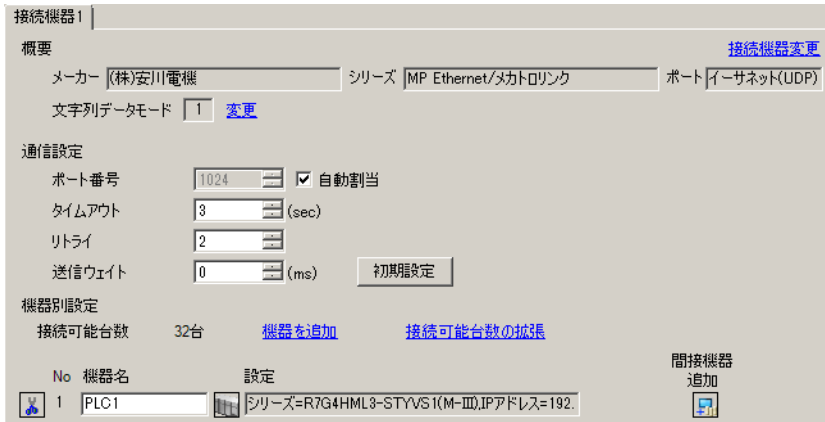 接続機器1
概要
接続機器変更
メーカー (株)安川電機 シリーズ MP Ethernet/メカトロリンク ポート イーサネット(UDP)
文字列データモード 1 変更
通信設定
ポート番号 1024 自動割当
タイムアウト 3 (sec)
リトライ 2
送信ウェイト 0 (ms) 初期設定
機器別設定
接続可能台数 32台 機器を追加 接続可能台数の拡張
間接機器
No 機器名 設定 追加
1 PLC1 シリーズ=R7G4HML3-STYVS1(M-Ⅲ),IPアドレス=192.